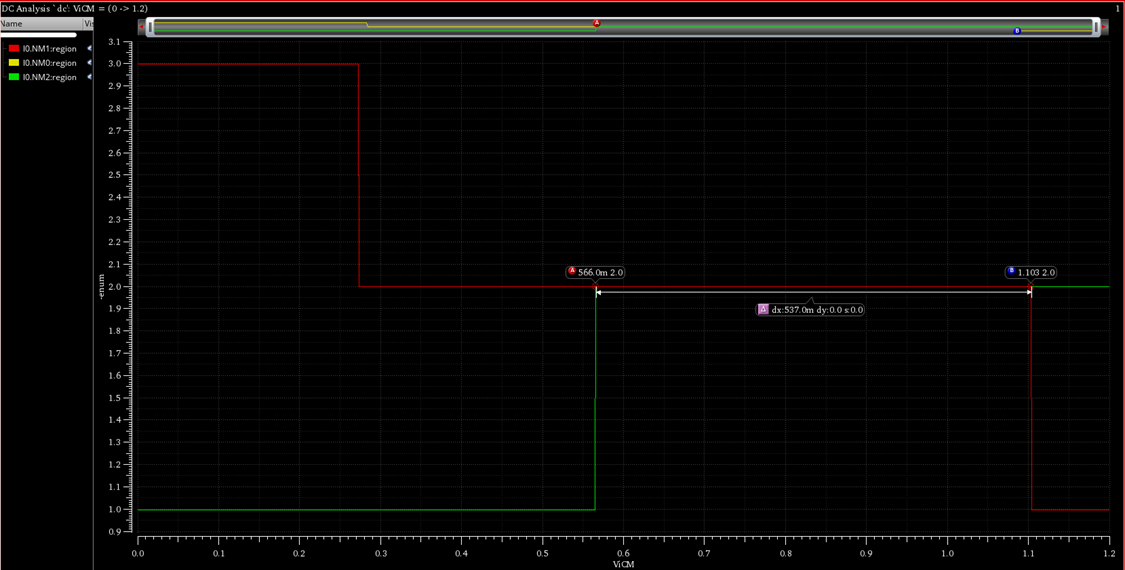 DC Analysis `dc': ViCM = (0 -> 1.2)
1
Name
Vis
I0.NM1:region
I0.NM0:region
I0.NM2:region
A
B
3.1
3.0
2.9
2.8
2.7
2.6
2.5
2.4
2.3
2.2
2.1
2.0
1.9
1.8
1.7
1.6
1.5
1.4
1.3
1.2
1.1
1.0
0.9
-enum
A 566.0m 2.0
B 1.103 2.0
Δ dx:537.0m dy:0.0 s:0.0
0.0 0.1 0.2 0.3 0.4 0.5 0.6 0.7 0.8 0.9 1.0 1.1 1.2
ViCM